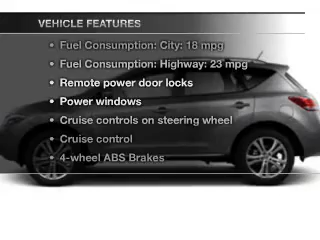 VEHICLE FEATURES
• Fuel Consumption: City: 18 mpg
• Fuel Consumption: Highway: 23 mpg
• Remote power door locks
• Power windows
• Cruise controls on steering wheel
• Cruise control
• 4-wheel ABS Brakes